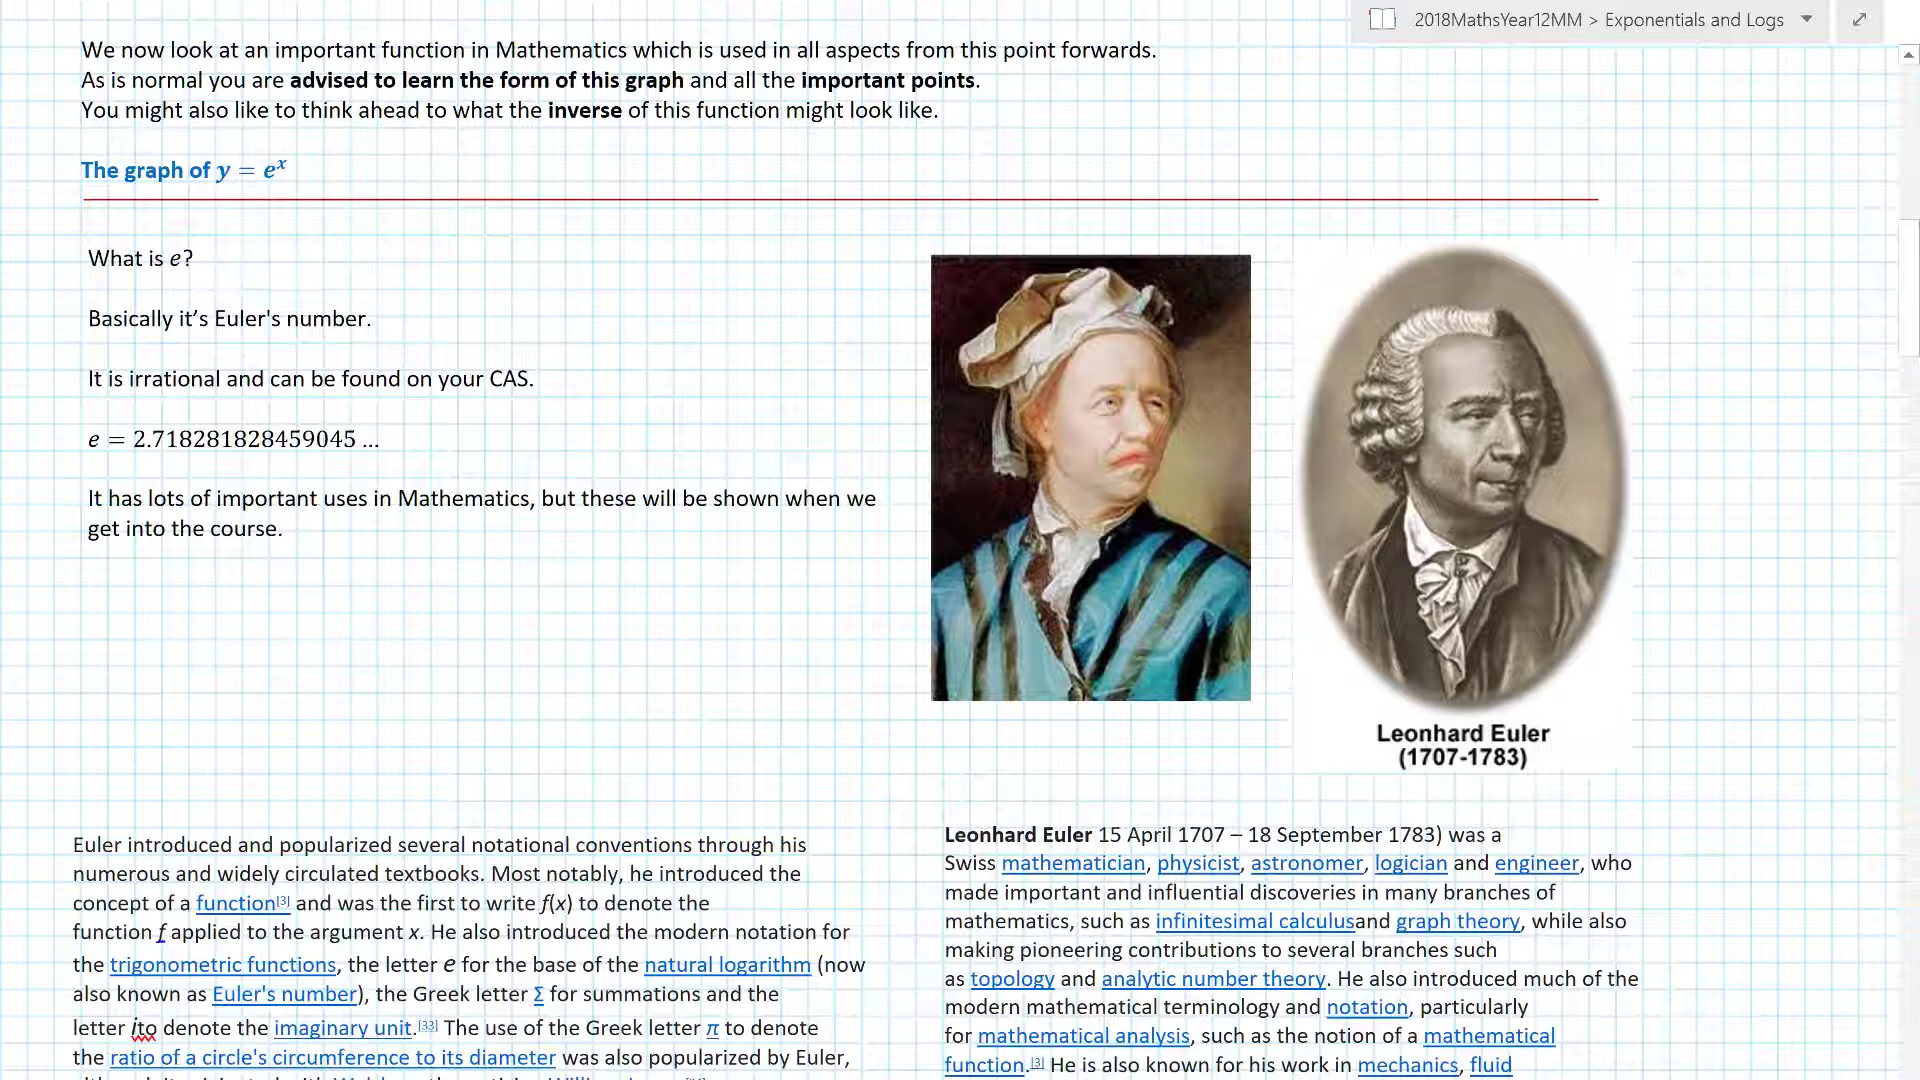 2018MathsYear12MM > Exponentials and Logs
We now look at an important function in Mathematics which is used in all aspects from this point forwards.
As is normal you are advised to learn the form of this graph and all the important points.
You might also like to think ahead to what the inverse of this function might look like.
The graph of y = eˣ
What is e?
Basically it's Euler's number.
It is irrational and can be found on your CAS.
e = 2.718281828459045 ...
It has lots of important uses in Mathematics, but these will be shown when we
get into the course.
Leonhard Euler
(1707-1783)
Euler introduced and popularized several notational conventions through his
numerous and widely circulated textbooks. Most notably, he introduced the
concept of a function[3] and was the first to write f(x) to denote the
function f applied to the argument x. He also introduced the modern notation for
the trigonometric functions, the letter e for the base of the natural logarithm (now
also known as Euler's number), the Greek letter Σ for summations and the
letter ito denote the imaginary unit.[33] The use of the Greek letter π to denote
the ratio of a circle's circumference to its diameter was also popularized by Euler,
Leonhard Euler 15 April 1707 – 18 September 1783) was a
Swiss mathematician, physicist, astronomer, logician and engineer, who
made important and influential discoveries in many branches of
mathematics, such as infinitesimal calculusand graph theory, while also
making pioneering contributions to several branches such
as topology and analytic number theory. He also introduced much of the
modern mathematical terminology and notation, particularly
for mathematical analysis, such as the notion of a mathematical
function.[3] He is also known for his work in mechanics, fluid